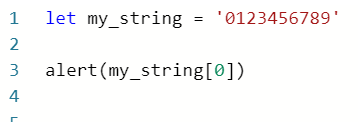 1 let my_string = '0123456789'
2
3 alert(my_string[0])
4